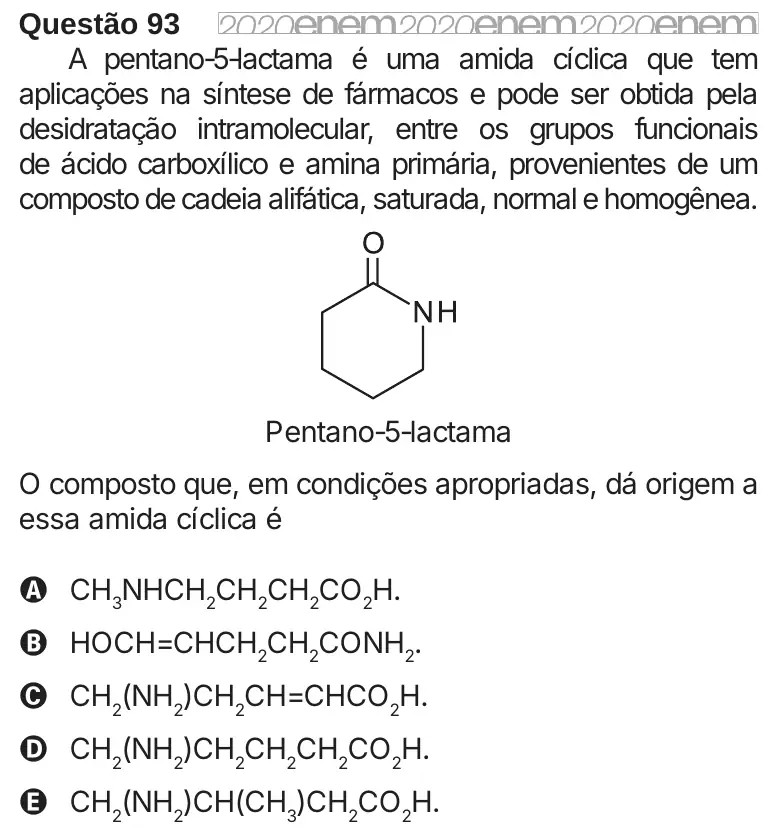 Questão 93 2020enem2020enem2020enem
A pentano-5-lactama é uma amida cíclica que tem
aplicações na síntese de fármacos e pode ser obtida pela
desidratação intramolecular, entre os grupos funcionais
de ácido carboxílico e amina primária, provenientes de um
composto de cadeia alifática, saturada, normal e homogênea.
O
NH
Pentano-5-lactama
O composto que, em condições apropriadas, dá origem a
essa amida cíclica é
A CH₃NHCH₂CH₂CH₂CO₂H.
B HOCH=CHCH₂CH₂CONH₂.
C CH₂(NH₂)CH₂CH=CHCO₂H.
D CH₂(NH₂)CH₂CH₂CH₂CO₂H.
E CH₂(NH₂)CH(CH₃)CH₂CO₂H.